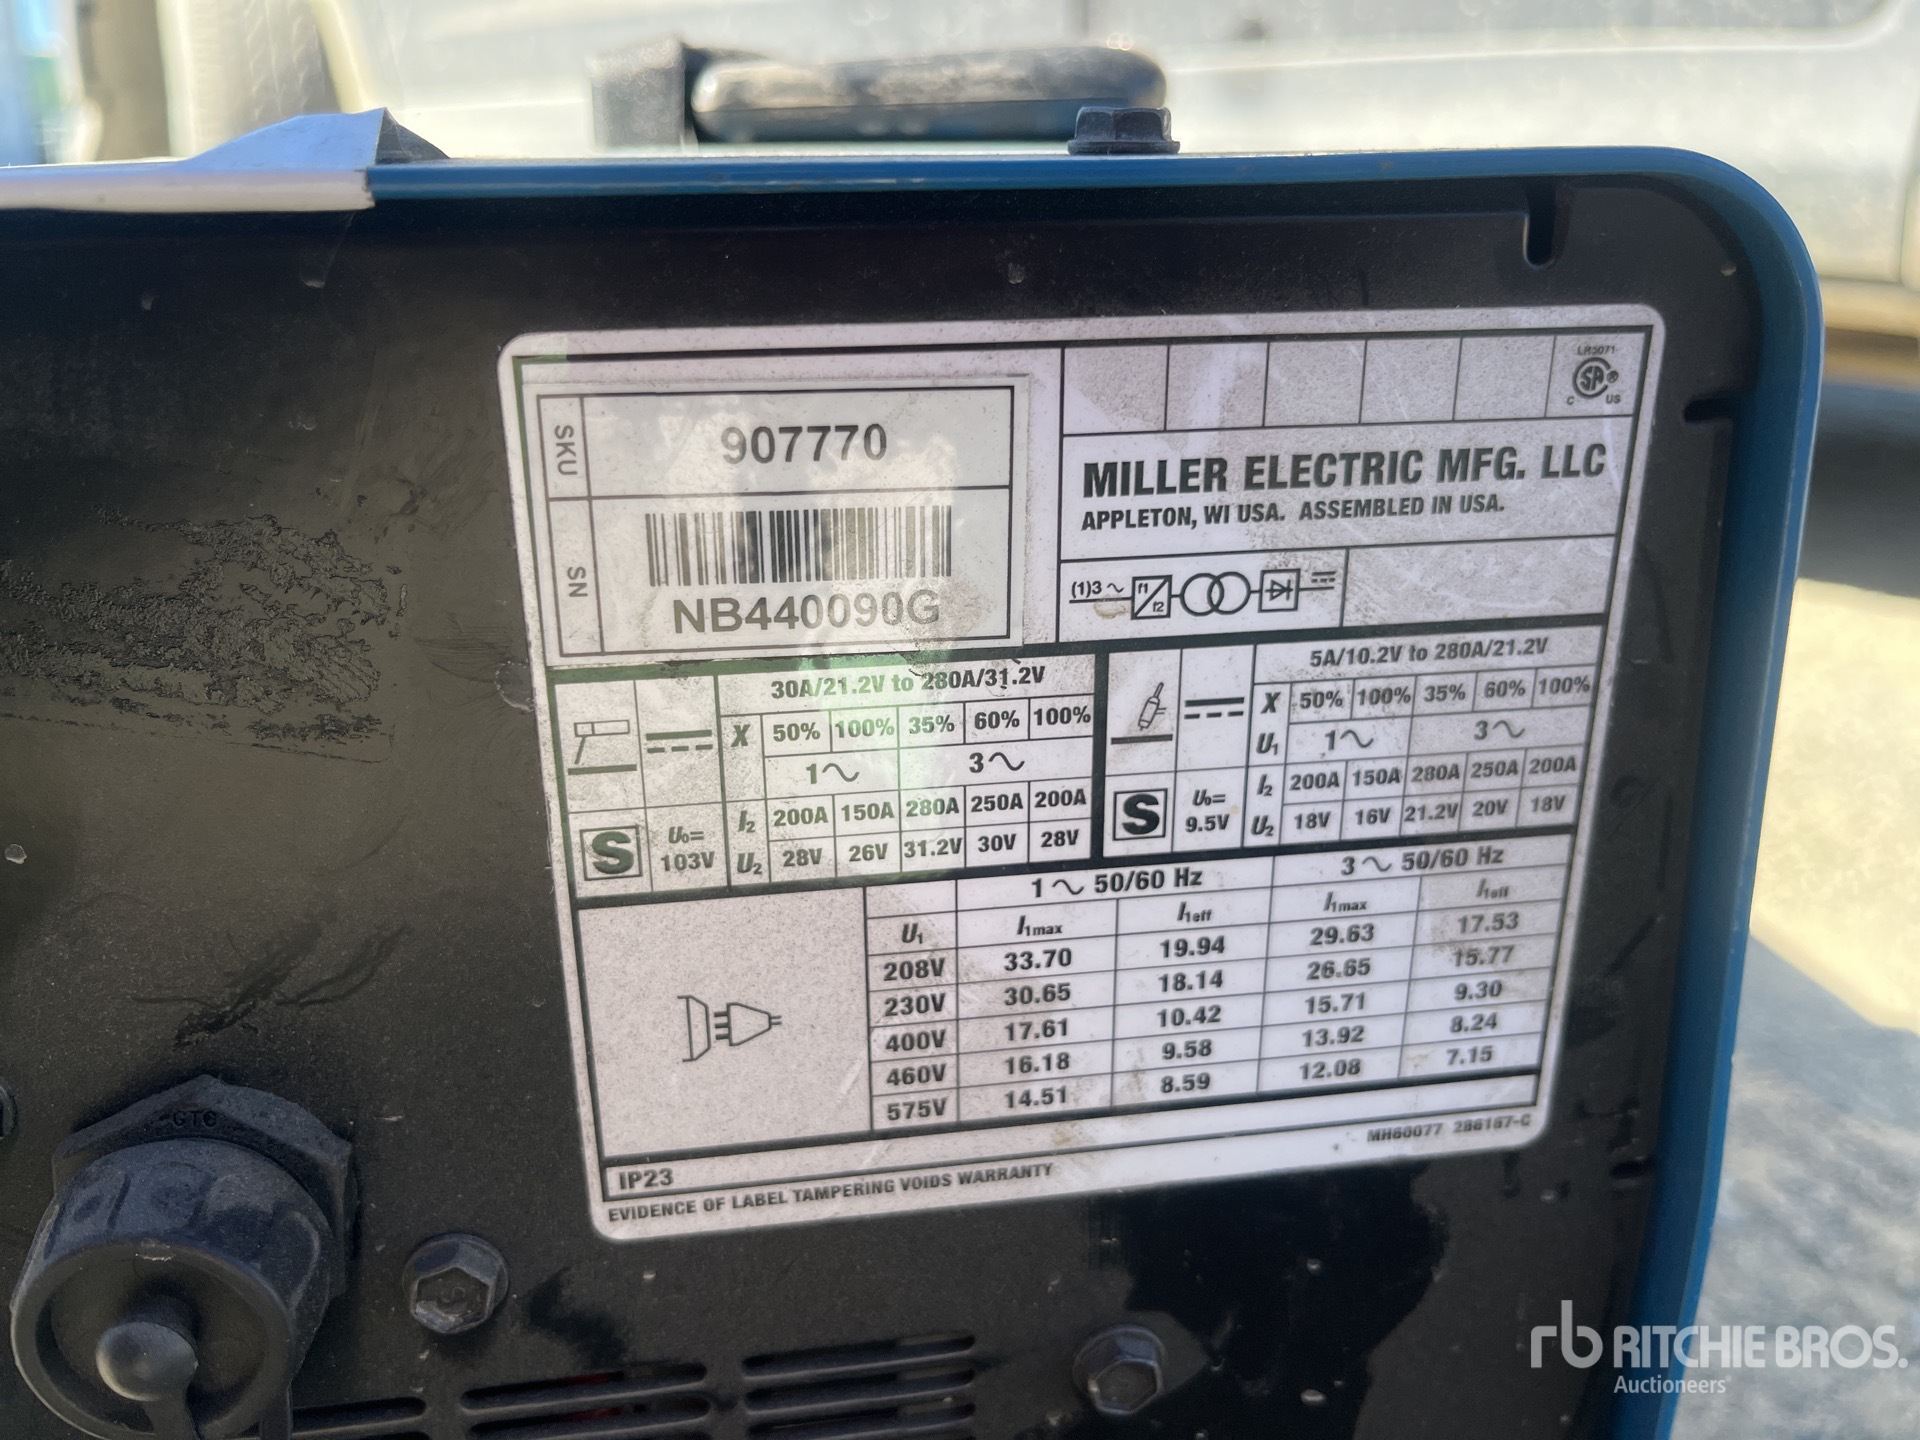 LR5071
SA ®
C US
SKU 907770
SN NB440090G
MILLER ELECTRIC MFG. LLC
APPLETON, WI USA. ASSEMBLED IN USA.
(1)3 ~ f1 f2
30A/21.2V to 280A/31.2V
X 50% 100% 35% 60% 100%
1~ 3~
I2 200A 150A 280A 250A 200A
U2 28V 26V 31.2V 30V 28V
S U0= 103V
5A/10.2V to 280A/21.2V
X 50% 100% 35% 60% 100%
U1 1~ 3~
I2 200A 150A 280A 250A 200A
U2 18V 16V 21.2V 20V 18V
S U0= 9.5V
1~ 50/60 Hz 3~ 50/60 Hz
U1 I1max I1eff I1max I1eff
208V 33.70 19.94 29.63 17.53
230V 30.65 18.14 26.65 15.77
400V 17.61 10.42 15.71 9.30
460V 16.18 9.58 13.92 8.24
575V 14.51 8.59 12.08 7.15
IP23
MH60077 286167-C
EVIDENCE OF LABEL TAMPERING VOIDS WARRANTY
GTC
rb RITCHIE BROS.
Auctioneers